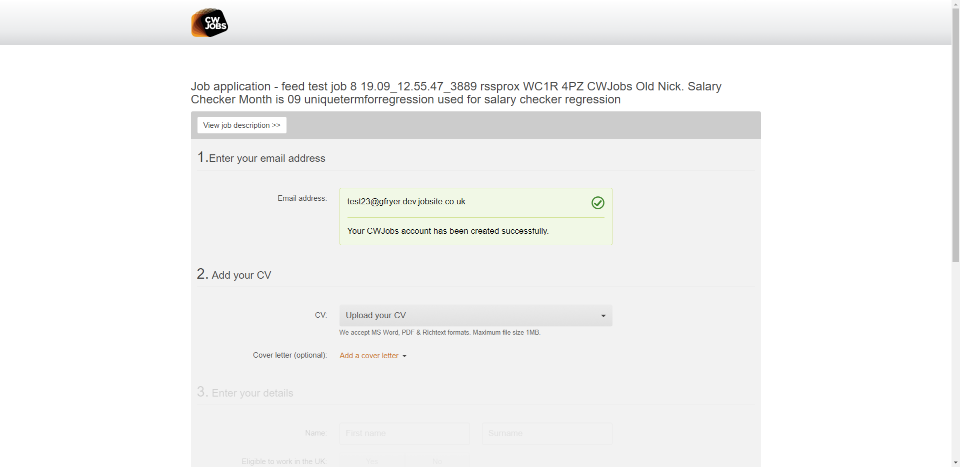 CW
JOBS
Job application - feed test job 8 19.09_12.55.47_3889 rssprox WC1R 4PZ CWJobs Old Nick. Salary
Checker Month is 09 uniquetermforregression used for salary checker regression
View job description >>
1.Enter your email address
Email address:
test23@gfryer.dev.jobsite.co.uk
Your CWJobs account has been created successfully.
2. Add your CV
CV:
Upload your CV
We accept MS Word, PDF & Richtext formats. Maximum file size 1MB.
Cover letter (optional):
Add a cover letter
3. Enter your details
Name:
First name
Surname
Eligible to work in the UK:
Yes
No